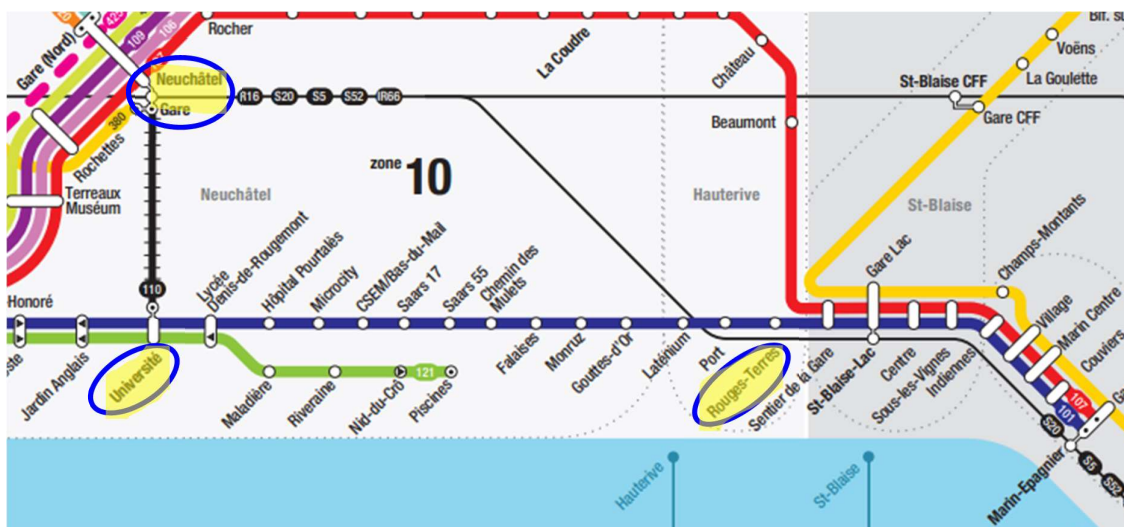 425
109
106
107
Gare (Nord)
Rocher
La Coudre
Château
Voëns
La Goulette
St-Blaise CFF
Gare CFF
Beaumont
Neuchâtel
Gare
R16 S20 S5 S52 IR66
380
Rochettes
Terreaux
Muséum
zone 10
Neuchâtel
Hauterive
St-Blaise
110
Lycée
Denis-de-Rougemont
Hôpital Pourtalès
Microcity
CSEM/Bas-du-Mail
Saars 17
Saars 55
Chemin des
Mulets
Gare Lac
Champs-Montants
Village
Marin Centre
Couviers
-Honoré
Jardin Anglais
Université
Maladière
Riveraine
Nid-du-Crô
121
Piscines
Falaises
Monruz
Gouttes-d'Or
Laténium
Port
Rouges-Terres
Sentier de la Gare
St-Blaise-Lac
Centre
Sous-les-Vignes
Indiennes
107
101
S20
S5
S52
Marin-Epagnier
Hauterive
St-Blaise